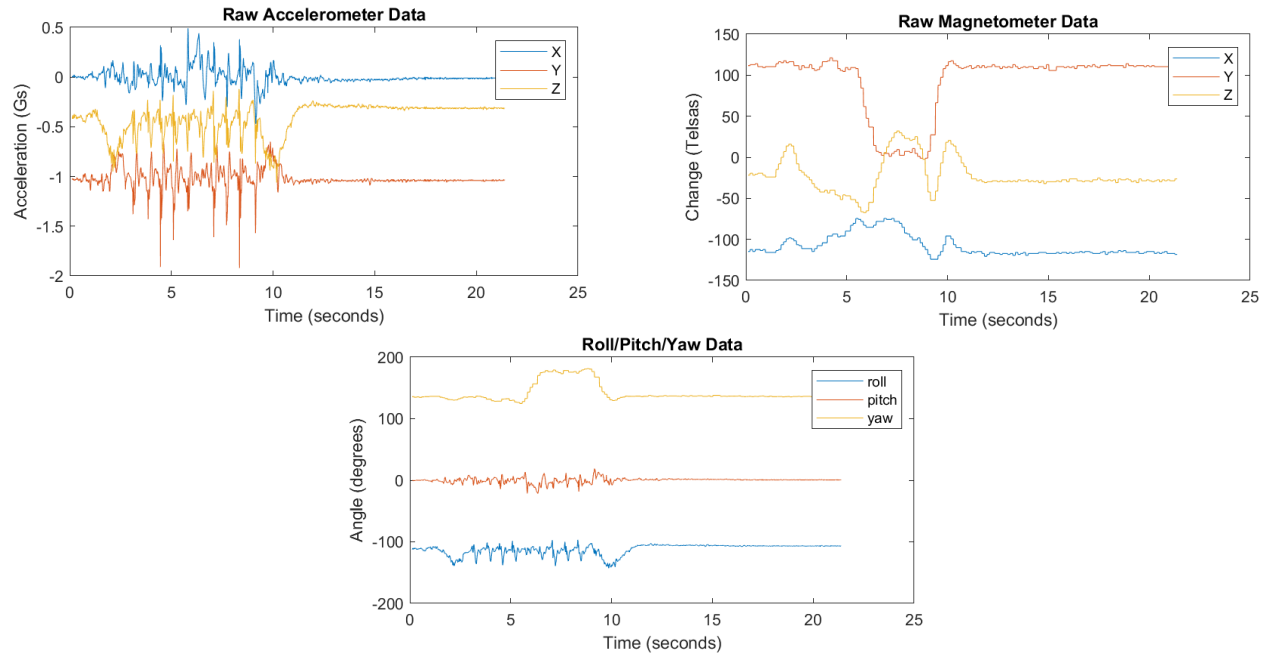 Raw Accelerometer Data
0.5
0
-0.5
-1
-1.5
-2
Acceleration (Gs)
X
Y
Z
0 5 10 15 20 25
Time (seconds)
Raw Magnetometer Data
150
100
50
0
-50
-100
-150
Change (Telsas)
X
Y
Z
0 5 10 15 20 25
Time (seconds)
Roll/Pitch/Yaw Data
200
100
0
-100
-200
Angle (degrees)
roll
pitch
yaw
0 5 10 15 20 25
Time (seconds)